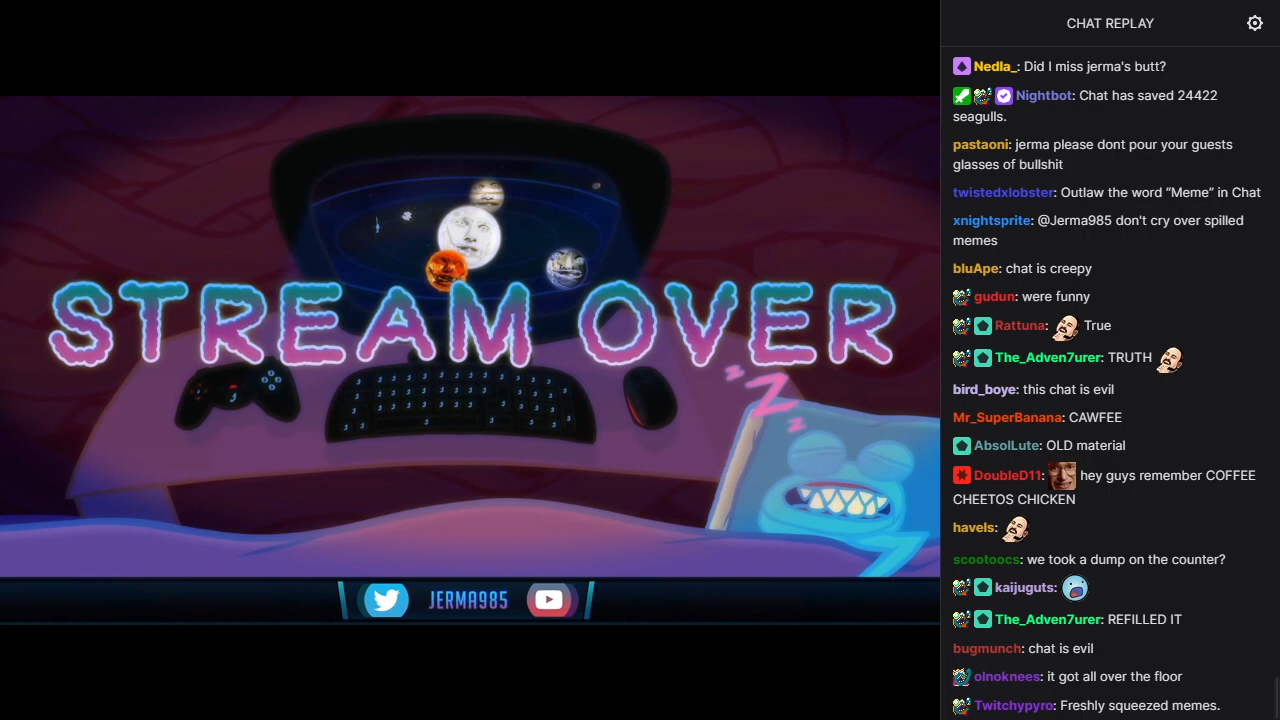 CHAT REPLAY
Nedla_: Did I miss jerma's butt?
Nightbot: Chat has saved 24422
seagulls.
pastaoni: jerma please dont pour your guests
glasses of bullshit
twistedxlobster: Outlaw the word “Meme” in Chat
xnightsprite: @Jerma985 don't cry over spilled
memes
bluApe: chat is creepy
gudun: were funny
Rattuna: True
The_Adven7urer: TRUTH
bird_boye: this chat is evil
Mr_SuperBanana: CAWFEE
AbsolLute: OLD material
DoubleD11: hey guys remember COFFEE
CHEETOS CHICKEN
havels:
scootoocs: we took a dump on the counter?
kaijuguts:
The_Adven7urer: REFILLED IT
bugmunch: chat is evil
olnoknees: it got all over the floor
Twitchypyro: Freshly squeezed memes.
STREAM OVER
z
Z
z
JERMA985